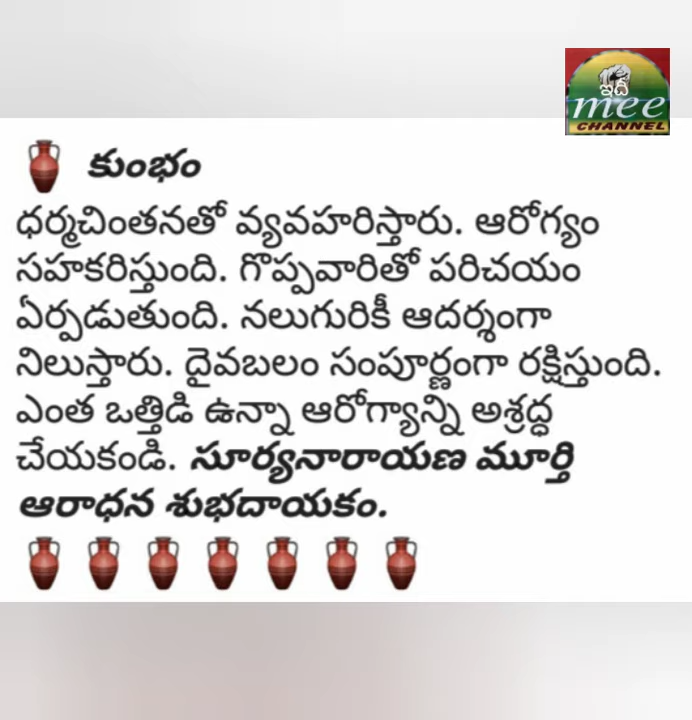 ఇదీ
mee
CHANNEL
🏺 కుంభం
ధర్మచింతనతో వ్యవహరిస్తారు. ఆరోగ్యం
సహకరిస్తుంది. గొప్పవారితో పరిచయం
ఏర్పడుతుంది. నలుగురికీ ఆదర్శంగా
నిలుస్తారు. దైవబలం సంపూర్ణంగా రక్షిస్తుంది.
ఎంత ఒత్తిడి ఉన్నా ఆరోగ్యాన్ని అశ్రద్ధ
చేయకండి. సూర్యనారాయణ మూర్తి
ఆరాధన శుభదాయకం.
🏺 🏺 🏺 🏺 🏺 🏺 🏺